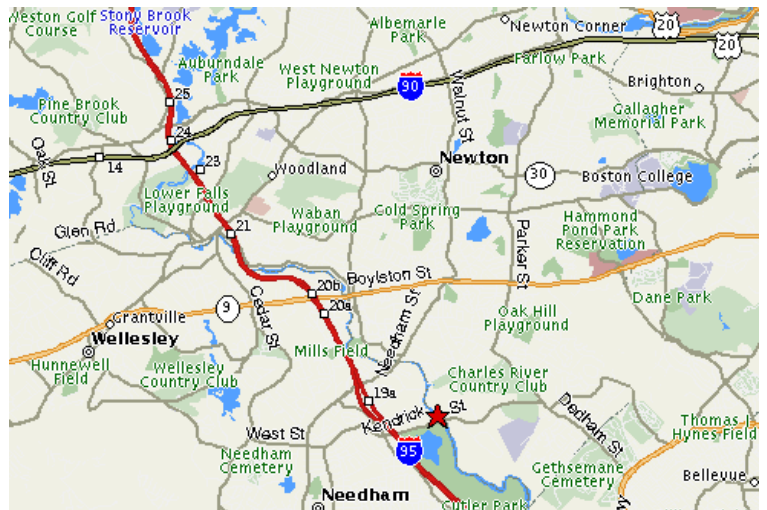 Weston Golf
Course
Stony Brook
Reservoir
Albemarle
Park
Newton Corner
20
20
Auburndale
Park
West Newton
Playground
Farlow Park
Brighton
25
Pine Brook
Country Club
90
Walnut St
Gallagher
Memorial Park
24
Oak St
14
23
Woodland
Newton
30
Boston College
Lower Falls
Playground
Waban
Playground
Cold Spring
Park
Hammond
Pond Park
Reservation
Glen Rd
21
Parker St
Cliff Rd
20b
Boylston St
Cedar St
9
20a
Dane Park
Grantville
Needham St
Oak Hill
Playground
Wellesley
Mills Field
Hunnewell
Field
Wellesley
Country Club
Charles River
Country Club
19a
Kendrick St
Dedham St
Thomas J
Hynes Field
West St
95
Needham
Cemetery
Gethsemane
Cemetery
Bellevue
Needham
Cutler Park